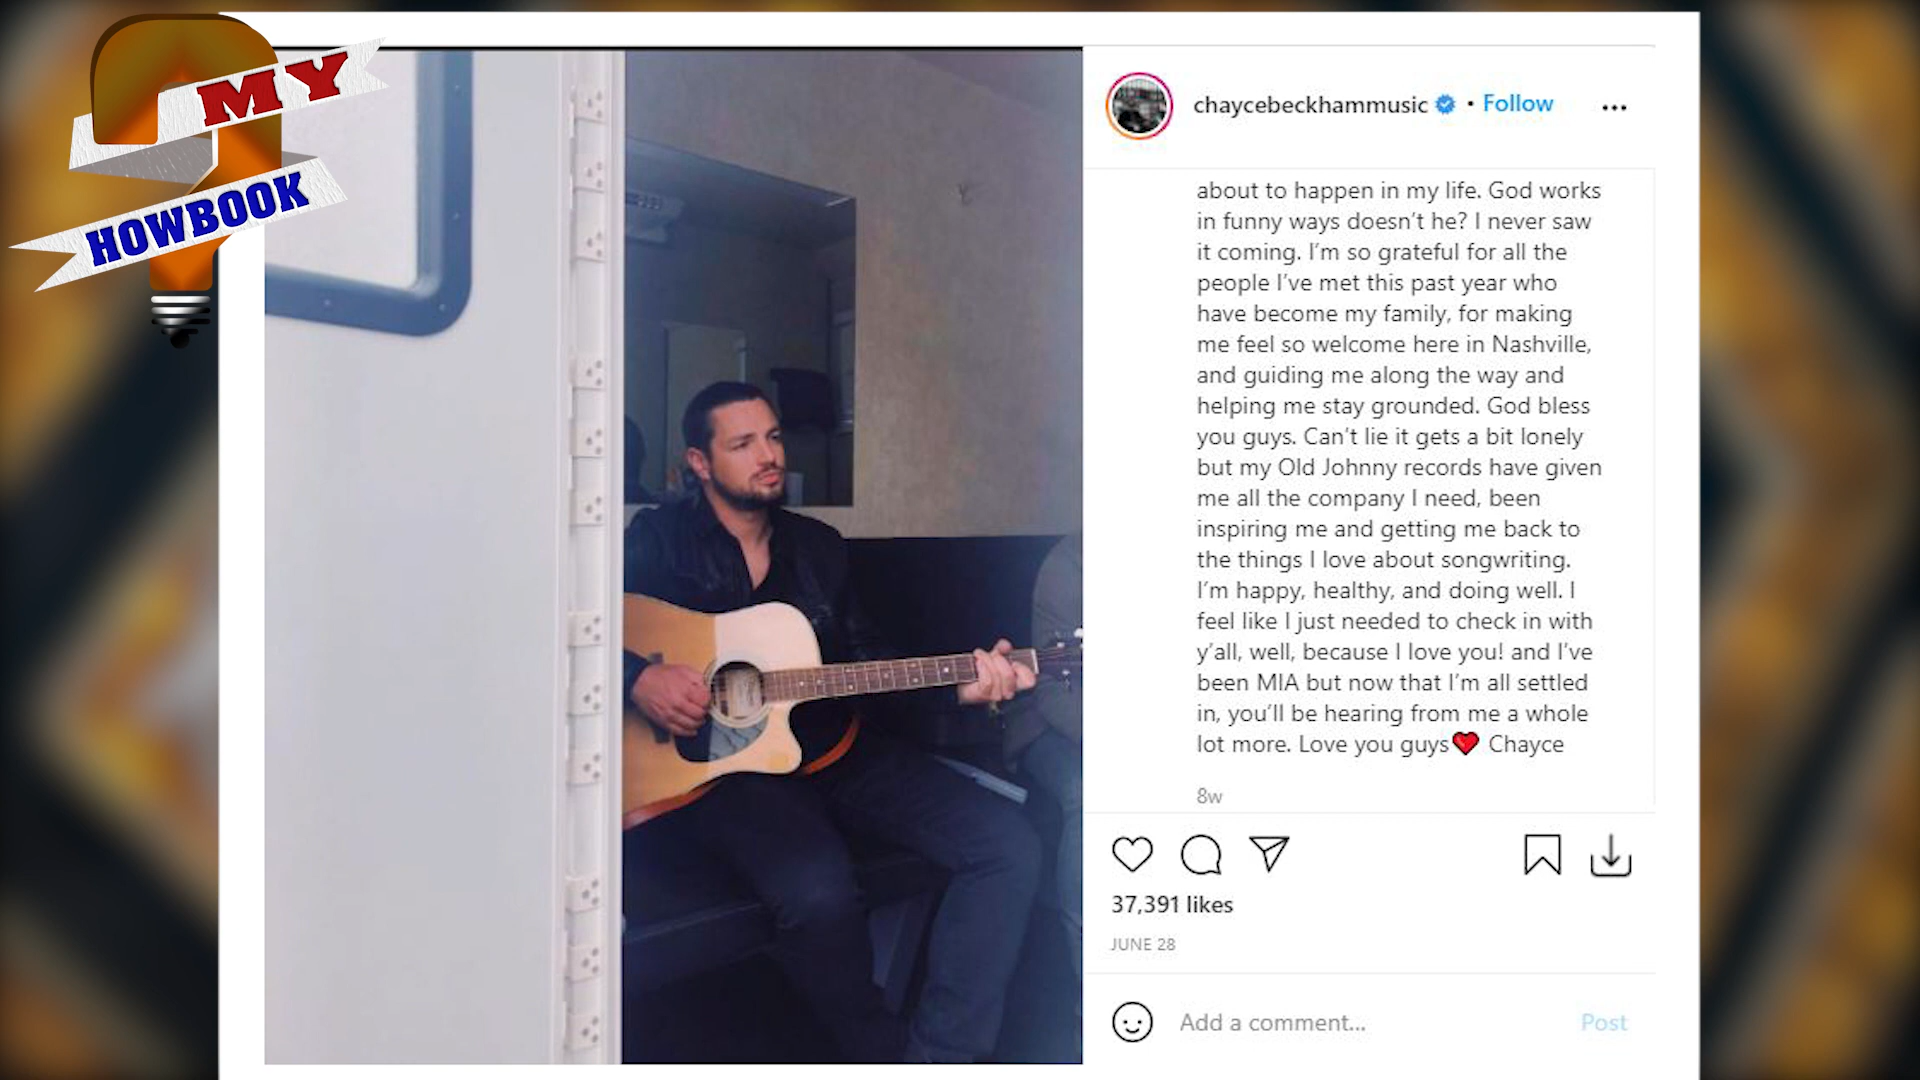 MY
HOWBOOK
chaycebeckhammusic • Follow
about to happen in my life. God works
in funny ways doesn't he? I never saw
it coming. I'm so grateful for all the
people I've met this past year who
have become my family, for making
me feel so welcome here in Nashville,
and guiding me along the way and
helping me stay grounded. God bless
you guys. Can't lie it gets a bit lonely
but my Old Johnny records have given
me all the company I need, been
inspiring me and getting me back to
the things I love about songwriting.
I'm happy, healthy, and doing well. I
feel like I just needed to check in with
y'all, well, because I love you! and I've
been MIA but now that I'm all settled
in, you'll be hearing from me a whole
lot more. Love you guys❤️ Chayce
8w
37,391 likes
JUNE 28
Add a comment...
Post